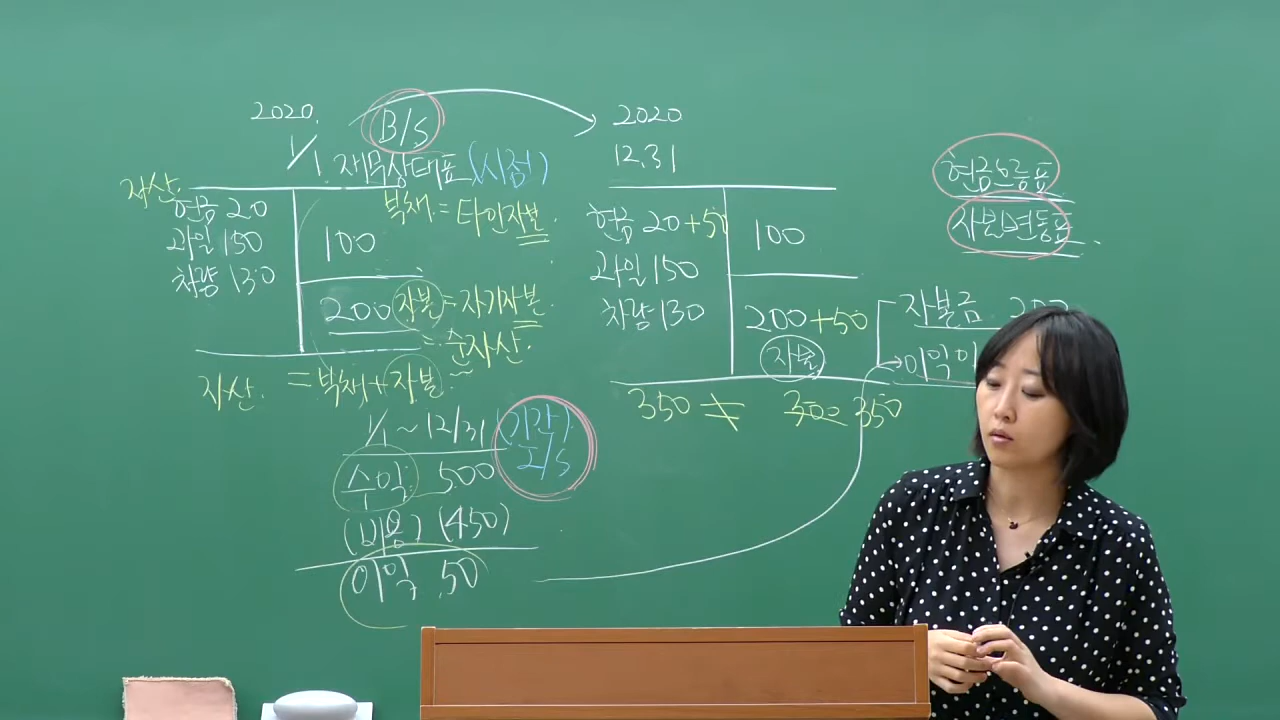 2020.
B/S
1/1. 재무상태표 (시점)
자산
현금 20
과일 150
차량 130
100
부채 = 타인자본
200 자본 = 자기자본
= 순자산
자산 = 부채 + 자본
1/1 ~ 12/31 (기간)
I/S
수익 500
(비용) (450)
이익 50
2020
12.31
현금 20+50
과일 150
차량 130
100
200+50
자본
350 = 300 = 350
현금흐름표
자본변동표
자본금
이익